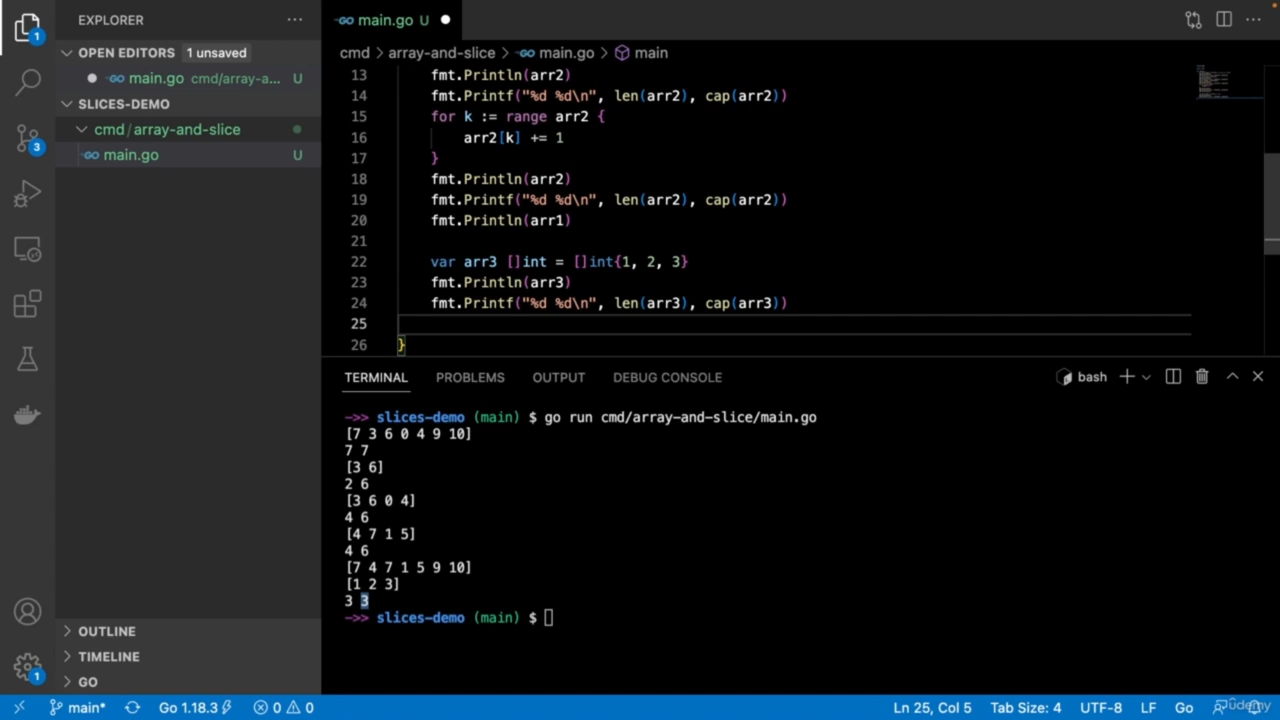 EXPLORER
OPEN EDITORS 1 unsaved
main.go cmd/array-a... U
SLICES-DEMO
cmd/array-and-slice
main.go U
OUTLINE
TIMELINE
GO
main.go U
cmd > array-and-slice > main.go > main
13 fmt.Println(arr2)
14 fmt.Printf("%d %d\n", len(arr2), cap(arr2))
15 for k := range arr2 {
16 arr2[k] += 1
17 }
18 fmt.Println(arr2)
19 fmt.Printf("%d %d\n", len(arr2), cap(arr2))
20 fmt.Println(arr1)
21
22 var arr3 []int = []int{1, 2, 3}
23 fmt.Println(arr3)
24 fmt.Printf("%d %d\n", len(arr3), cap(arr3))
25
26 }
TERMINAL PROBLEMS OUTPUT DEBUG CONSOLE bash
->> slices-demo (main) $ go run cmd/array-and-slice/main.go
[7 3 6 0 4 9 10]
7 7
[3 6]
2 6
[3 6 0 4]
4 6
[4 7 1 5]
4 6
[7 4 7 1 5 9 10]
[1 2 3]
3 3
->> slices-demo (main) $
main* Go 1.18.3 0 0 Ln 25, Col 5 Tab Size: 4 UTF-8 LF Go
udemy